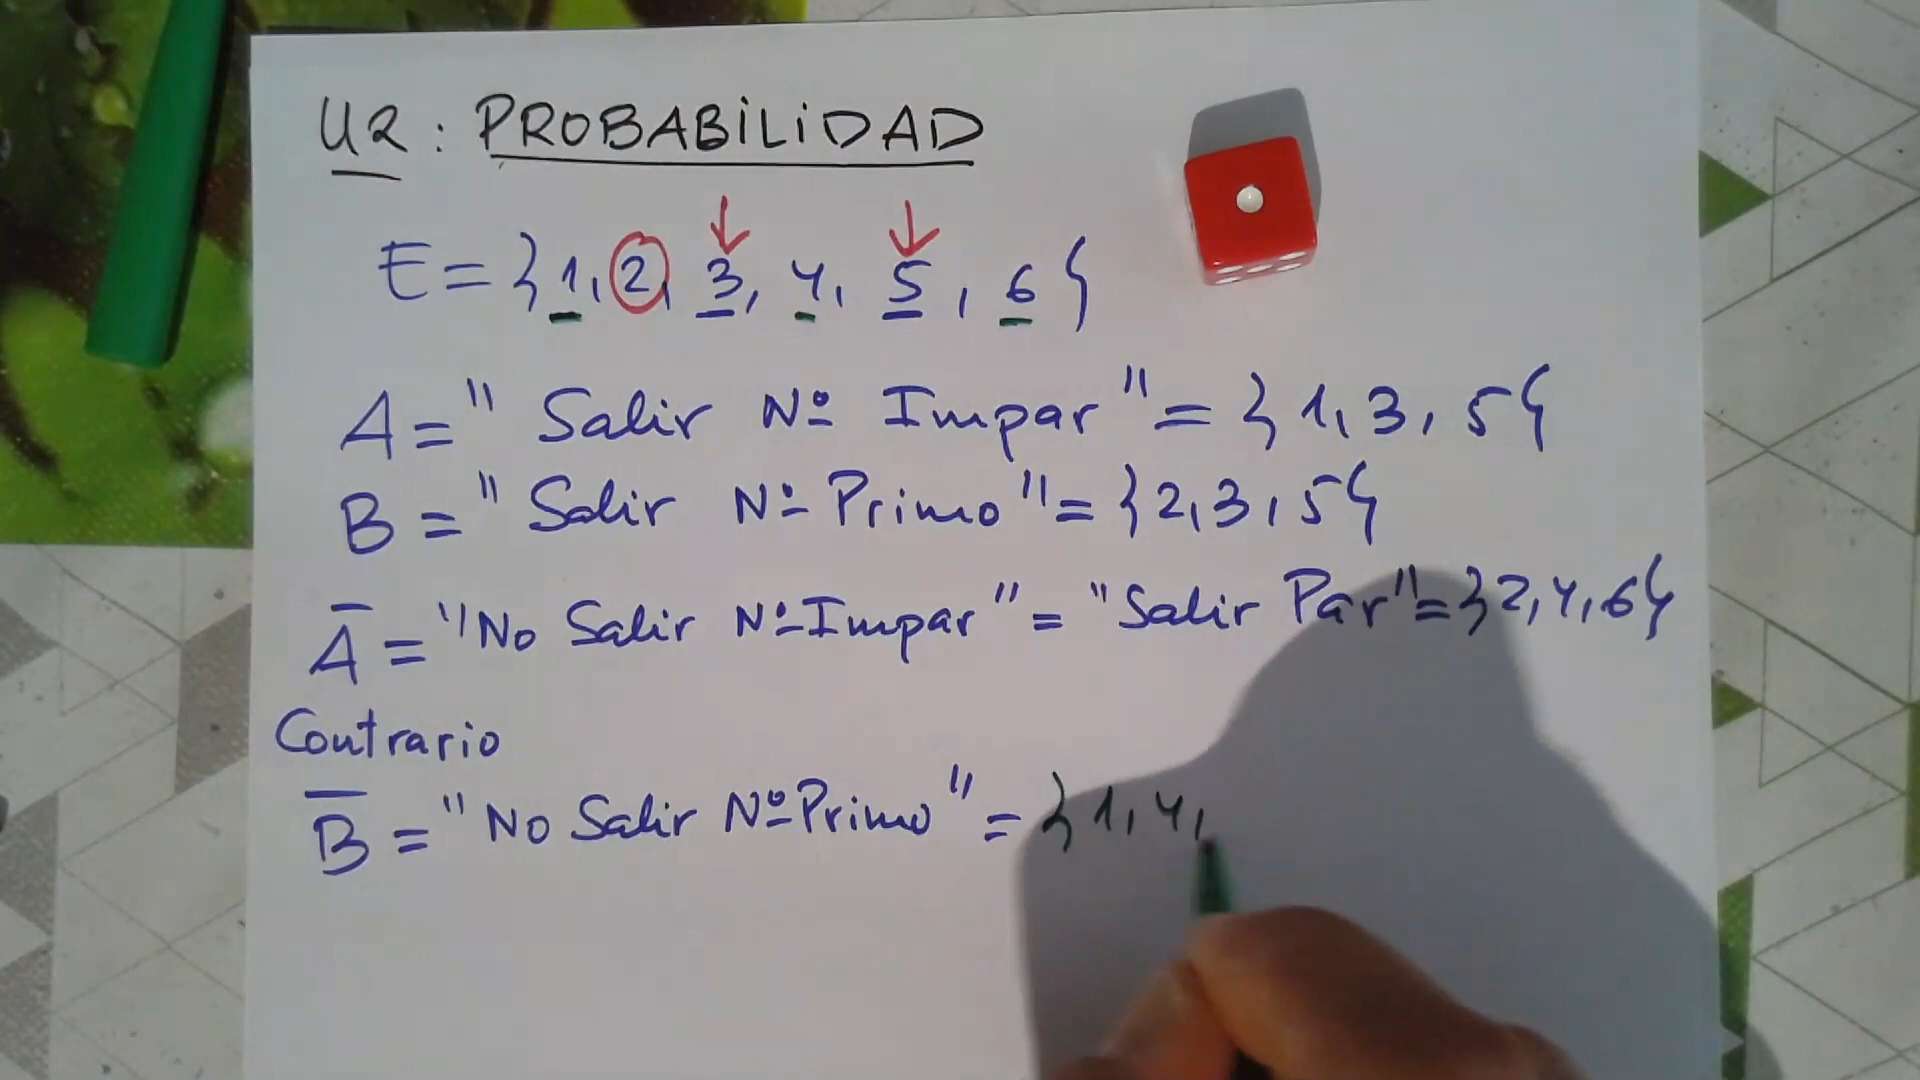 U2: PROBABILIDAD
E = {1, 2, 3, 4, 5, 6}
A = "Salir Nº Impar" = {1, 3, 5}
B = "Salir Nº Primo" = {2, 3, 5}
A̅ = "No Salir Nº Impar" = "Salir Par" = {2, 4, 6}
Contrario
B̅ = "No Salir Nº Primo" = {1, 4,